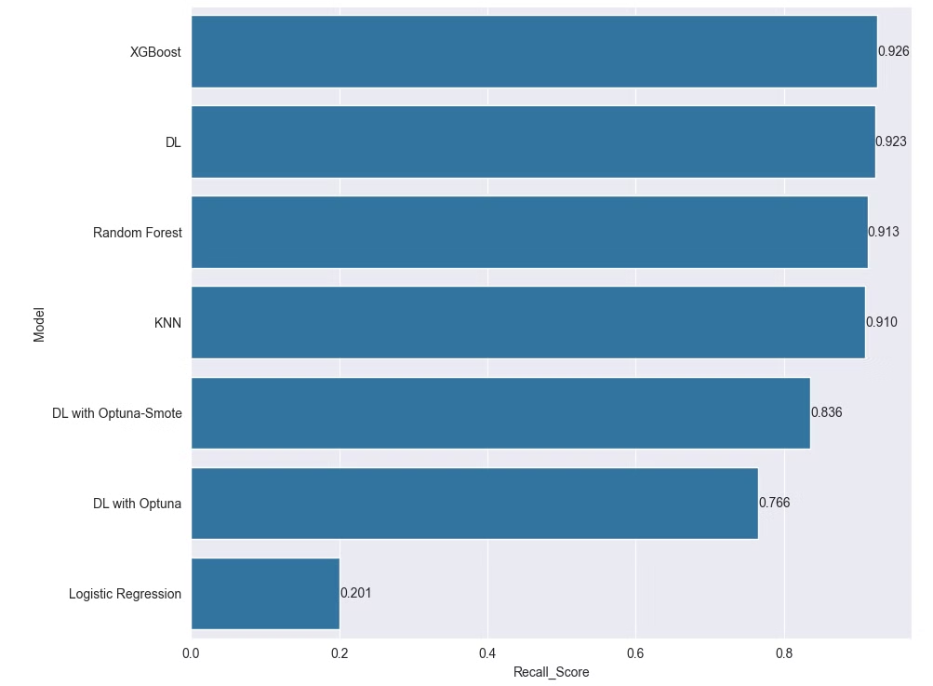 XGBoost
0.926
DL
0.923
Random Forest
0.913
KNN
0.910
Model
DL with Optuna-Smote
0.836
DL with Optuna
0.766
Logistic Regression
0.201
0.0 0.2 0.4 0.6 0.8
Recall_Score